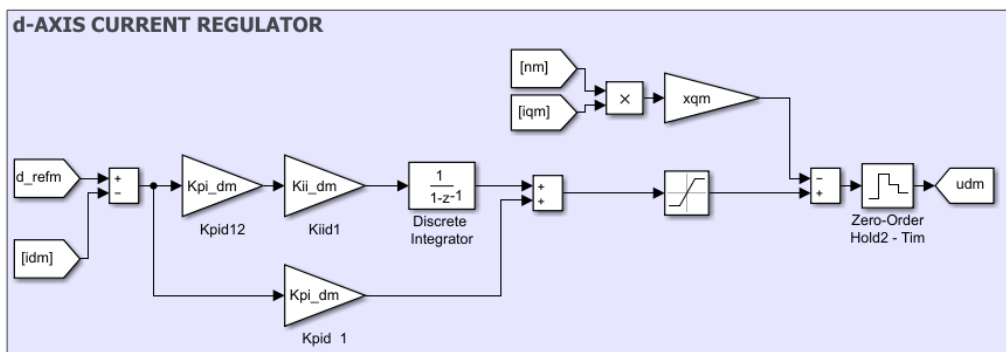 d-AXIS CURRENT REGULATOR
[nm]
[iqm]
×
xqm
d_refm
[idm]
+
−
Kpi_dm
Kpid12
Kii_dm
Kiid1
1
1-z-1
Discrete
Integrator
Kpi_dm
Kpid 1
+
+
−
+
Zero-Order
Hold2 - Tim
udm